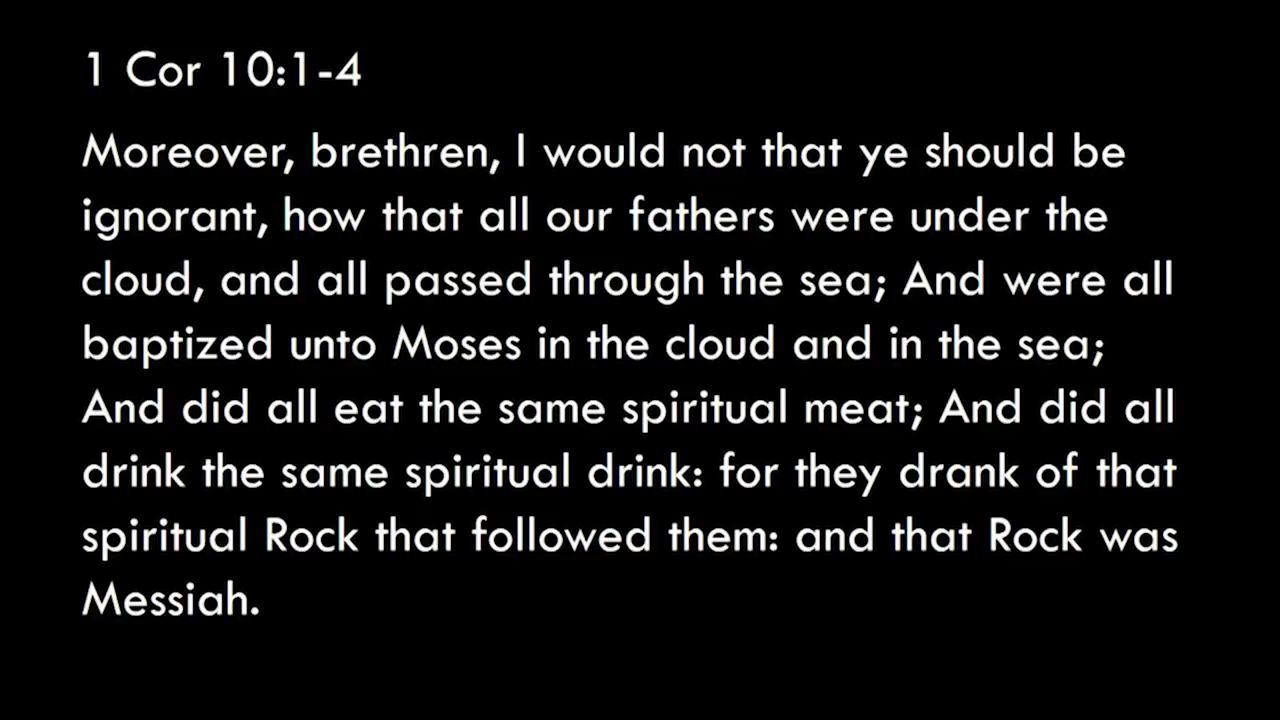 1 Cor 10:1-4
Moreover, brethren, I would not that ye should be
ignorant, how that all our fathers were under the
cloud, and all passed through the sea; And were all
baptized unto Moses in the cloud and in the sea;
And did all eat the same spiritual meat; And did all
drink the same spiritual drink: for they drank of that
spiritual Rock that followed them: and that Rock was
Messiah.